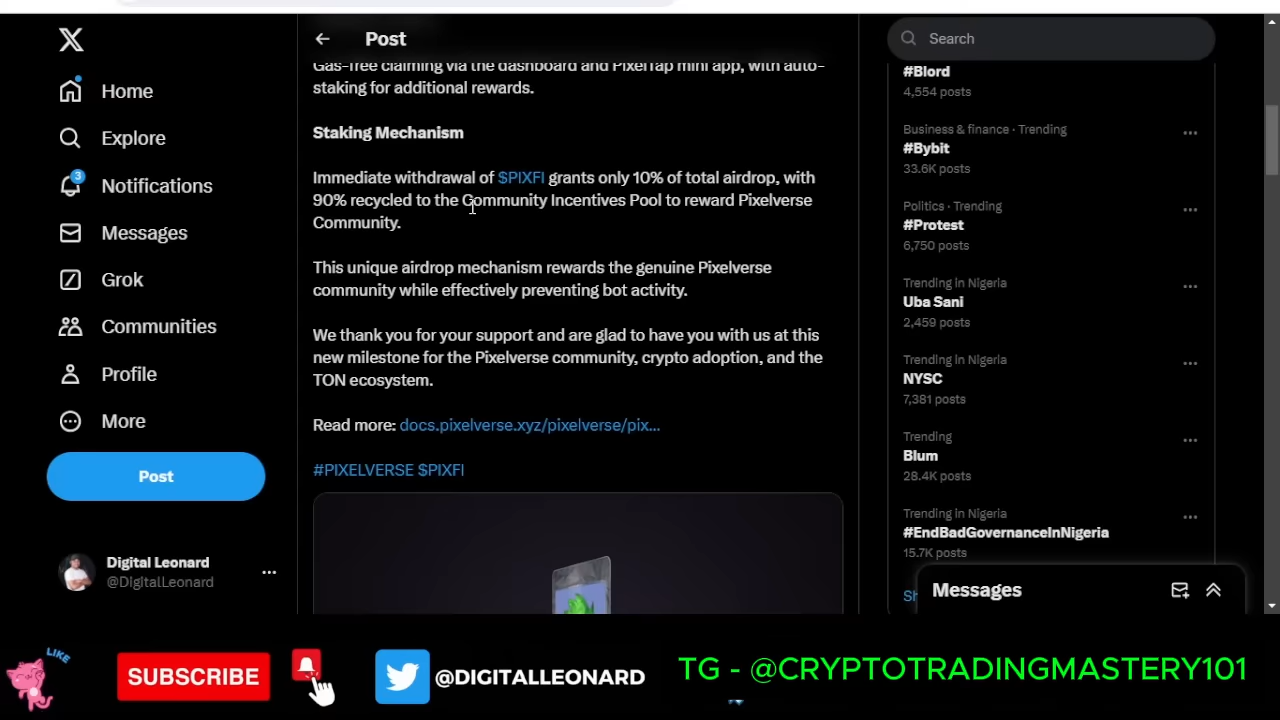 Home
Explore
3
Notifications
Messages
Grok
Communities
Profile
More
Post
Digital Leonard
@DigitalLeonard
Post
Gas-free claiming via the dashboard and PixelTap mini app, with auto-
staking for additional rewards.
Staking Mechanism
Immediate withdrawal of $PIXFI grants only 10% of total airdrop, with
90% recycled to the Community Incentives Pool to reward Pixelverse
Community.
This unique airdrop mechanism rewards the genuine Pixelverse
community while effectively preventing bot activity.
We thank you for your support and are glad to have you with us at this
new milestone for the Pixelverse community, crypto adoption, and the
TON ecosystem.
Read more: docs.pixelverse.xyz/pixelverse/pix...
#PIXELVERSE $PIXFI
Search
#Blord
4,554 posts
Business & finance · Trending
#Bybit
33.6K posts
Politics · Trending
#Protest
6,750 posts
Trending in Nigeria
Uba Sani
2,459 posts
Trending in Nigeria
NYSC
7,381 posts
Trending
Blum
28.4K posts
Trending in Nigeria
#EndBadGovernanceInNigeria
15.7K posts
Sh
Messages
LIKE
SUBSCRIBE
@DIGITALLEONARD
TG - @CRYPTOTRADINGMASTERY101